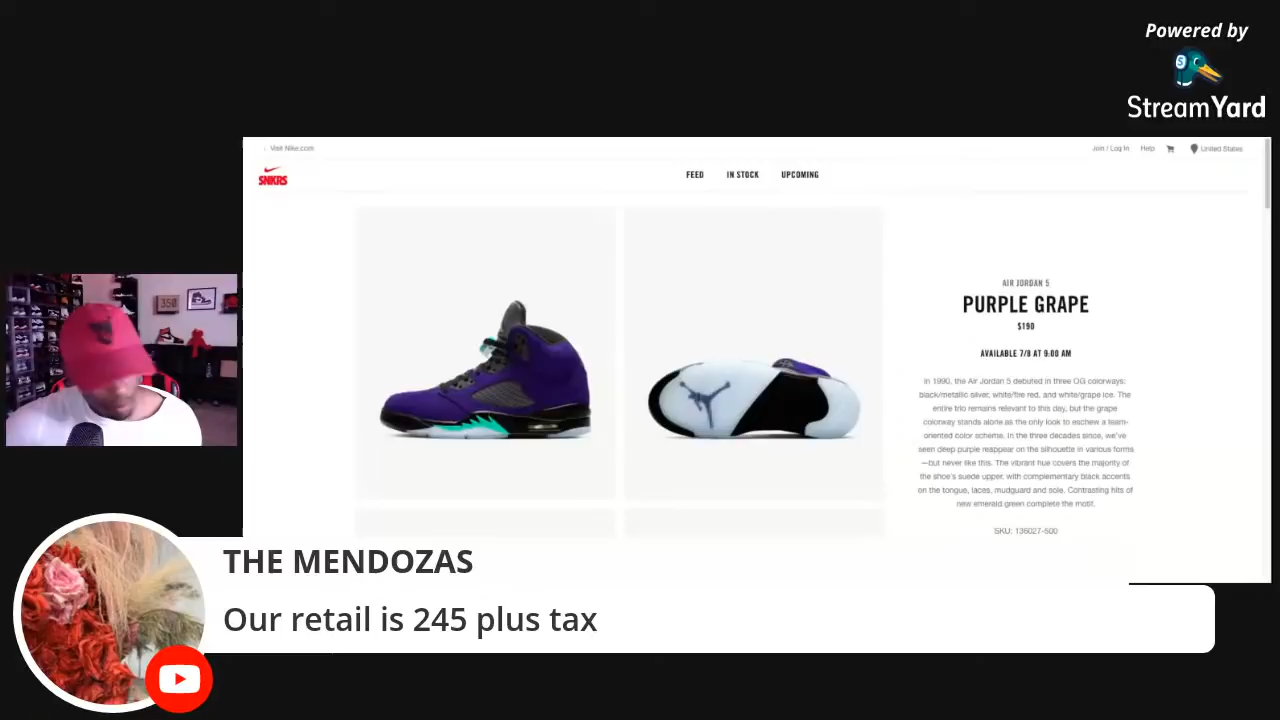 Powered by
StreamYard
Visit Nike.com
Join / Log In Help United States
SNKRS
FEED IN STOCK UPCOMING
AIR JORDAN 5
PURPLE GRAPE
$190
AVAILABLE 7/8 AT 9:00 AM
In 1990, the Air Jordan 5 debuted in three OG colorways:
black/metallic silver, white/fire red, and white/grape ice. The
entire trio remains relevant to this day, but the grape
colorway stands alone as the only look to eschew a team-
oriented color scheme. In the three decades since, we've
seen deep purple reappear on the silhouette in various forms
—but never like this. The vibrant hue covers the majority of
the shoe's suede upper, with complementary black accents
on the tongue, laces, mudguard and sole. Contrasting hits of
new emerald green complete the motif.
SKU: 136027-500
350
THE MENDOZAS
Our retail is 245 plus tax